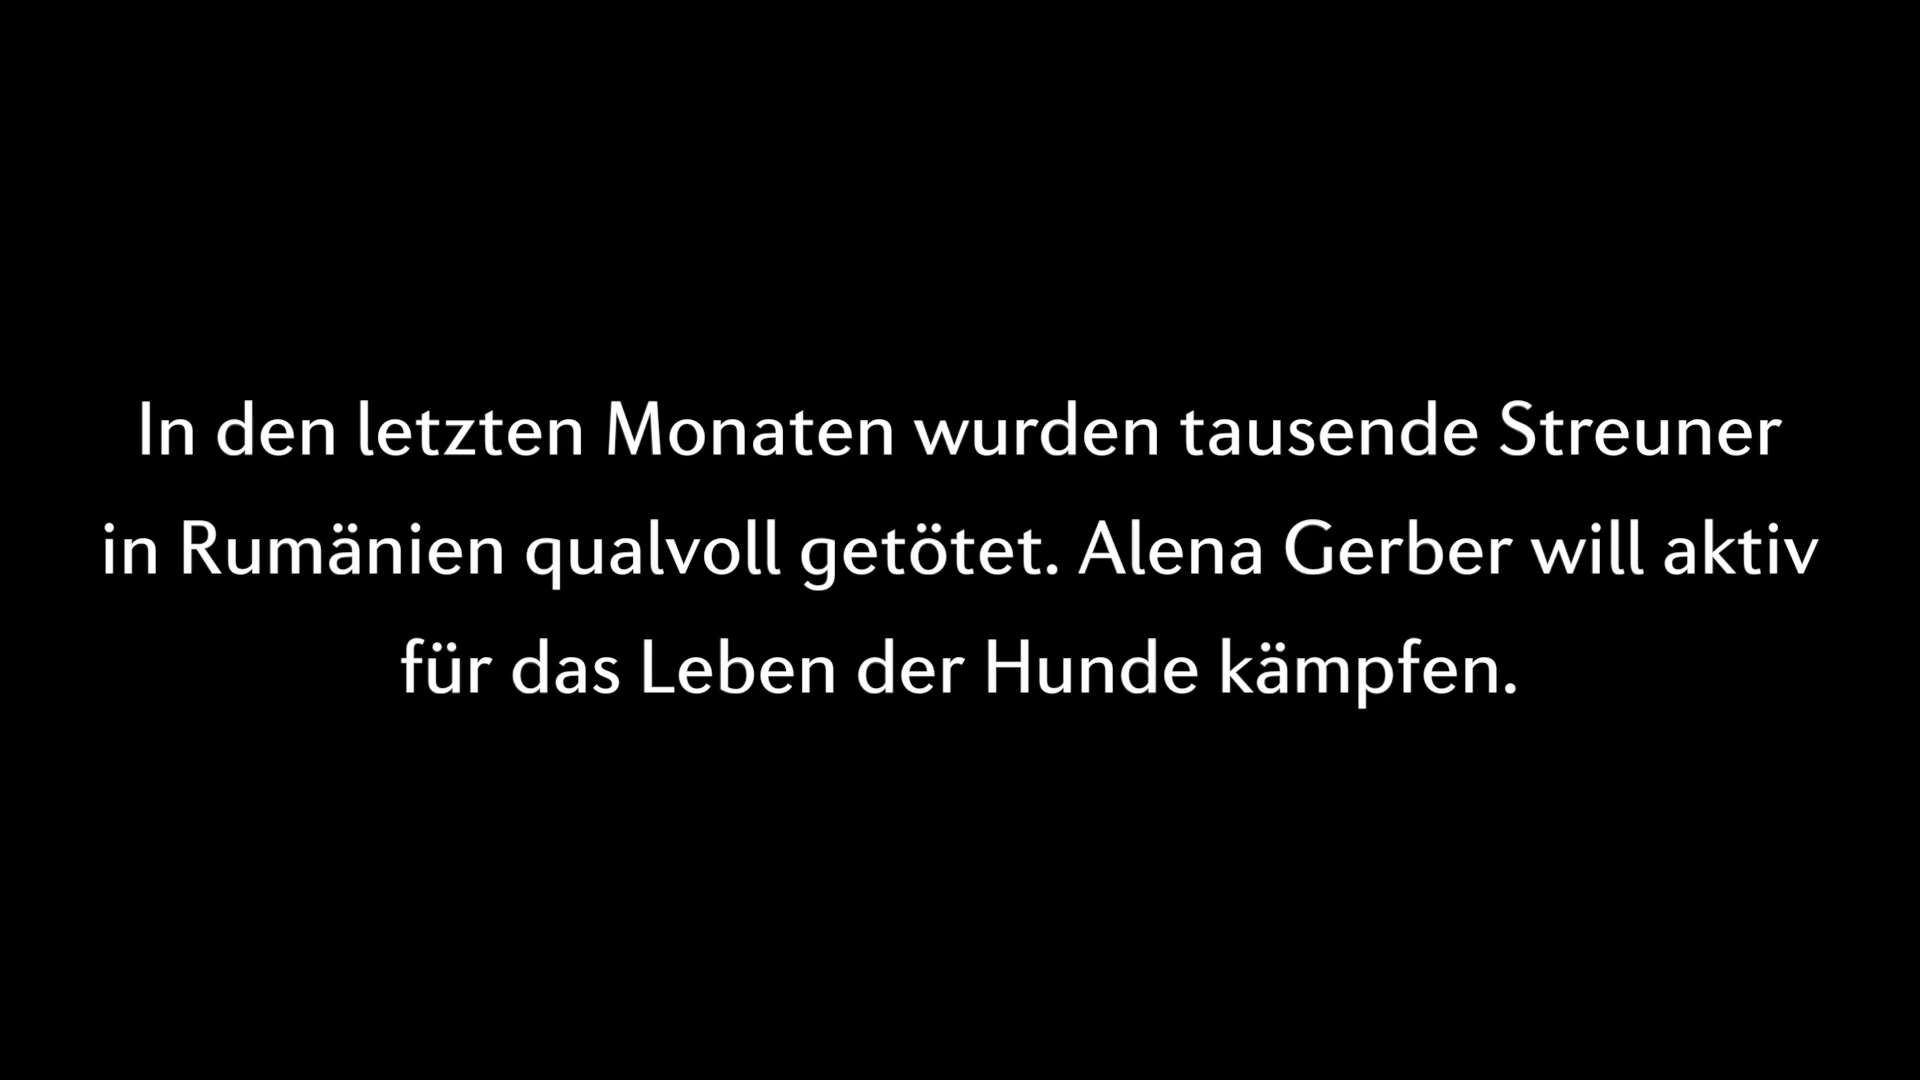 In den letzten Monaten wurden tausende Streuner
in Rumänien qualvoll getötet. Alena Gerber will aktiv
für das Leben der Hunde kämpfen.